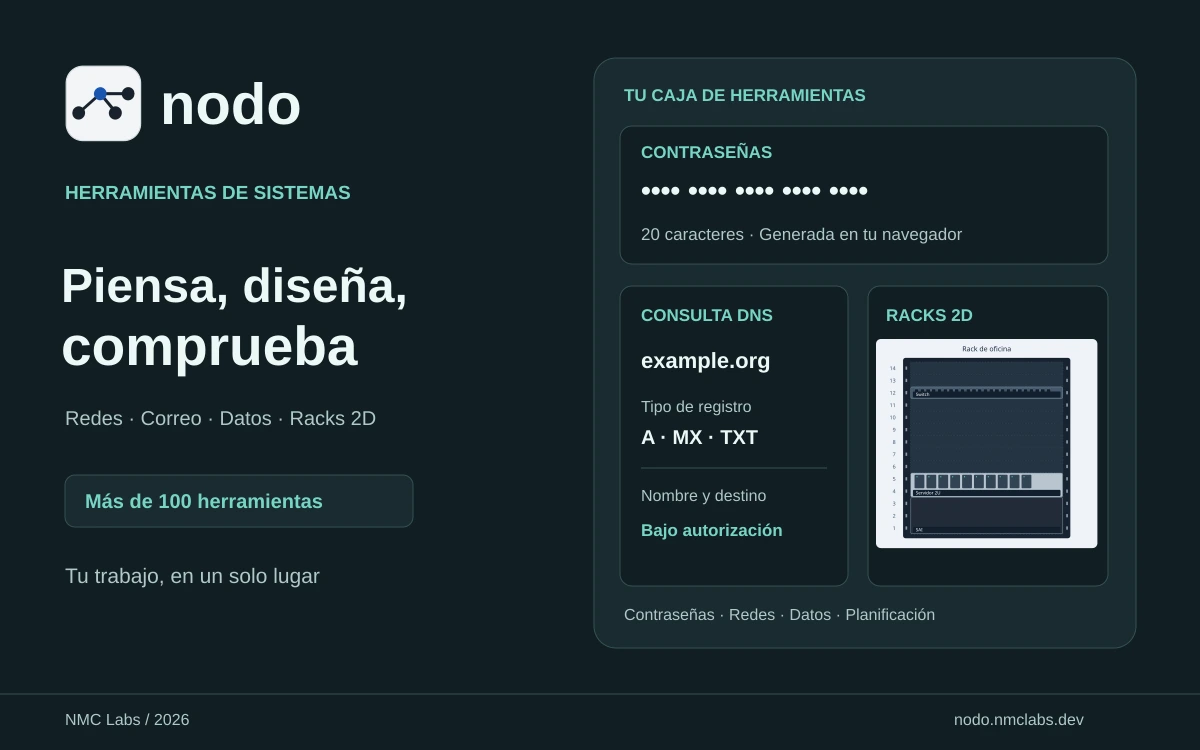 nodo
HERRAMIENTAS DE SISTEMAS
Piensa, diseña,
comprueba
Redes · Correo · Datos · Racks 2D
Más de 100 herramientas
Tu trabajo, en un solo lugar
TU CAJA DE HERRAMIENTAS
CONTRASEÑAS
•••• •••• •••• •••• ••••
20 caracteres · Generada en tu navegador
CONSULTA DNS
example.org
Tipo de registro
A · MX · TXT
Nombre y destino
Bajo autorización
RACKS 2D
Rack de oficina
14
13
12
Switch
11
10
9
8
7
6
5
4
Servidor 2U
3
2
1
SAI
Contraseñas · Redes · Datos · Planificación
NMC Labs / 2026
nodo.nmclabs.dev